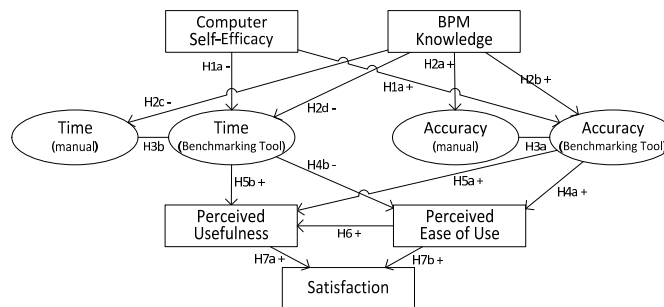 Computer
Self-Efficacy
BPM
Knowledge
H1a -
H2a +
H2b +
H2c -
H2d -
H1a +
Time
(manual)
H3b
Time
(Benchmarking Tool)
Accuracy
(manual)
H3a
Accuracy
(Benchmarking Tool)
H5b +
H4b -
H5a +
H4a +
Perceived
Usefulness
H6 +
Perceived
Ease of Use
H7a +
H7b +
Satisfaction